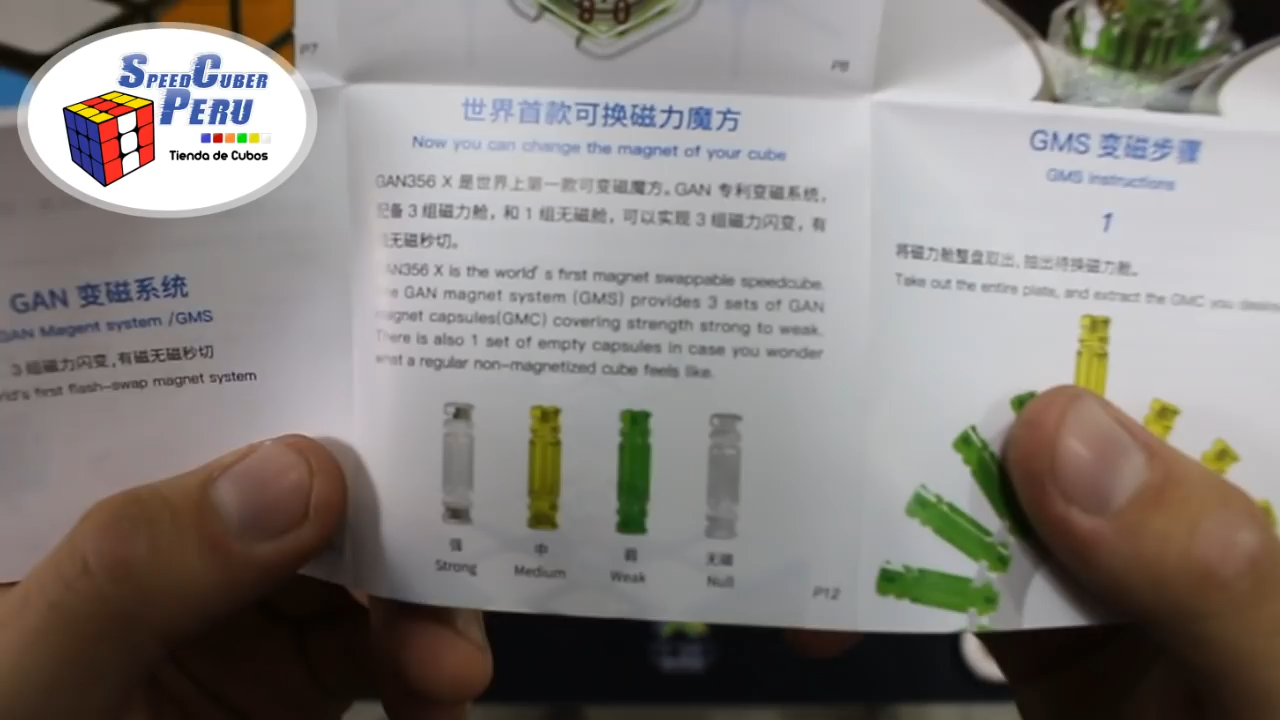 SPEEDCUBER
PERU
Tienda de Cubos
P7
9-0
P8
GAN 变磁系统
GAN Magent system /GMS
3 组磁力闪变，有磁无磁秒切
rld's first flash-swap magnet system
世界首款可换磁力魔方
Now you can change the magnet of your cube
GAN356 X 是世界上第一款可变磁魔方。GAN 专利变磁系统，
配备 3 组磁力舱，和 1 组无磁舱，可以实现 3 组磁力闪变，有
磁无磁秒切。
GAN356 X is the world's first magnet swappable speedcube.
The GAN magnet system (GMS) provides 3 sets of GAN
magnet capsules(GMC) covering strength strong to weak.
There is also 1 set of empty capsules in case you wonder
what a regular non-magnetized cube feels like.
强 中 弱 无磁
Strong Medium Weak Null
P12
GMS 变磁步骤
GMS instructions
1
将磁力舱整盘取出，抽出待换磁力舱。
Take out the entire plate, and extract the GMC you